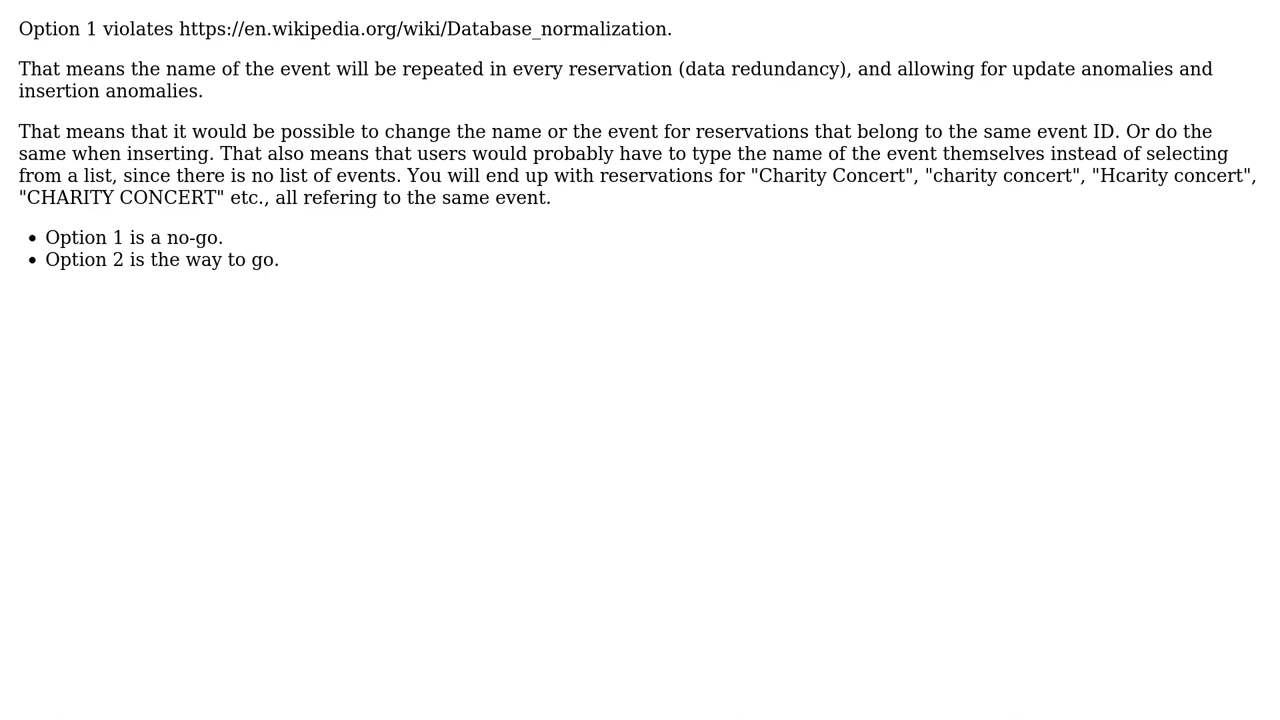 Option 1 violates https://en.wikipedia.org/wiki/Database_normalization.
That means the name of the event will be repeated in every reservation (data redundancy), and allowing for update anomalies and
insertion anomalies.
That means that it would be possible to change the name or the event for reservations that belong to the same event ID. Or do the
same when inserting. That also means that users would probably have to type the name of the event themselves instead of selecting
from a list, since there is no list of events. You will end up with reservations for "Charity Concert", "charity concert", "Hcarity concert",
"CHARITY CONCERT" etc., all refering to the same event.
• Option 1 is a no-go.
• Option 2 is the way to go.